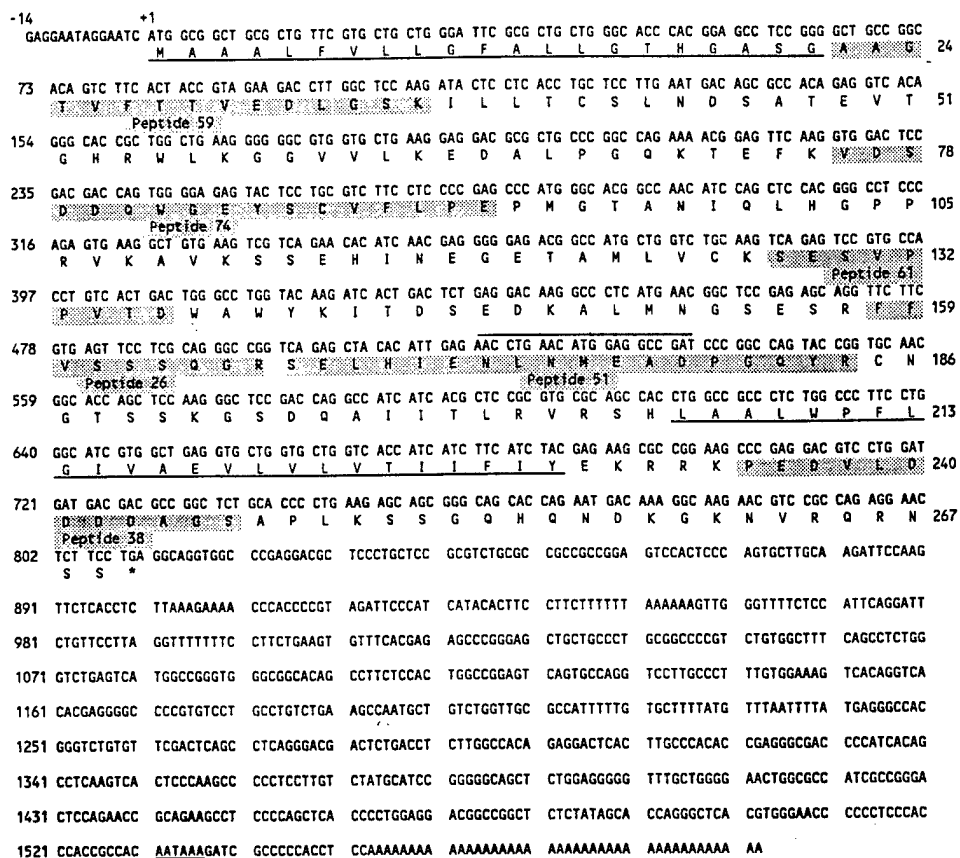 -14 +1
GAGGAATAGGAATC ATG GCG GCT GCG CTC TTC GTG CTG CTG GGA TTC GCG CTG CTG GGC ACC CAC GGA GCC TCC GGG GCT GCC GGC
M A A A L F V L L G F A L L G T H G A S G A A G 24
73 ACA GTC TTC ACT ACC GTA GAA GAC CTT GGC TCC AAG ATA CTC CTC ACC TGC TCC TTG AAT GAC AGC GCC ACA GAG GTC ACA
T V F T T V E D L G S K I L L T C S L N D S A T E V T 51
Peptide 59
154 GGG CAC CGC TGG CTG AAG GGG GGC GTG GTG CTG AAG GAG GAC GCG CTG CCC GGC CAG AAA ACG GAG TTC AAG GTG GAC TCC
G H R W L K G G V V L K E D A L P G Q K T E F K V D S 78
235 GAC GAC CAG TGG GGA GAG TAC TCC TGC GTC TTC CTC CCC GAG CCC ATG GGC ACG GCC AAC ATC CAG CTC CAC GGG CCT CCC
D D Q W G E Y S C V F L P E P M G T A N I Q L H G P P 105
Peptide 74
316 AGA GTG AAG GCT GTG AAG TCG TCA GAA CAC ATC AAC GAG GGG GAG ACG GCC ATG CTG GTC TGC AAG TCA GAG TCC GTG CCA
R V K A V K S S E H I N E G E T A M L V C K S E S V P 132
Peptide 61
397 CCT GTC ACT GAC TGG GCC TGG TAC AAG ATC ACT GAC TCT GAG GAC AAG GCC CTC ATG AAC GGC TCC GAG AGC AGG TTC TTC
P V T D W A W Y K I T D S E D K A L M N G S E S R F F 159
478 GTG AGT TCC TCG CAG GGC CGG TCA GAG CTA CAC ATT GAG AAC CTG AAC ATG GAG GCC GAT CCC GGC CAG TAC CGG TGC AAC
V S S S Q G R S E L H I E N L N M E A D P G Q Y R C N 186
Peptide 26 Peptide 51
559 GGC ACC AGC TCC AAG GGC TCC GAC CAG GCC ATC ATC ACG CTC CGC GTG CGC AGC CAC CTG GCC GCC CTC TGG CCC TTC CTG
G T S S K G S D Q A I I T L R V R S H L A A L W P F L 213
640 GGC ATC GTG GCT GAG GTG CTG GTG CTG GTC ACC ATC ATC TTC ATC TAC GAG AAG CGC CGG AAG CCC GAG GAC GTC CTG GAT
G I V A E V L V L V T I I F I Y E K R R K P E D V L D 240
721 GAT GAC GAC GCC GGC TCT GCA CCC CTG AAG AGC AGC GGG CAG CAC CAG AAT GAC AAA GGC AAG AAC GTC CGC CAG AGG AAC
D D D A G S A P L K S S G Q H Q N D K G K N V R Q R N 267
Peptide 38
802 TCT TCC TGA GGCAGGTGGC CCGAGGACGC TCCCTGCTCC GCGTCTGCGC CGCCGCCGGA GTCCACTCCC AGTGCTTGCA AGATTCCAAG
S S *
891 TTCTCACCTC TTAAAGAAAA CCCACCCCGT AGATTCCCAT CATACACTTC CTTCTTTTTT AAAAAAGTTG GGTTTTCTCC ATTCAGGATT
981 CTGTTCCTTA GGTTTTTTTC CTTCTGAAGT GTTTCACGAG AGCCCGGGAG CTGCTGCCCT GCGGCCCCGT CTGTGGCTTT CAGCCTCTGG
1071 GTCTGAGTCA TGGCCGGGTG GGCGGCACAG CCTTCTCCAC TGGCCGGAGT CAGTGCCAGG TCCTTGCCCT TTGTGGAAAG TCACAGGTCA
1161 CACGAGGGGC CCCGTGTCCT GCCTGTCTGA AGCCAATGCT GTCTGGTTGC GCCATTTTTG TGCTTTTATG TTTAATTTTA TGAGGGCCAC
1251 GGGTCTGTGT TCGACTCAGC CTCAGGGACG ACTCTGACCT CTTGGCCACA GAGGACTCAC TTGCCCACAC CGAGGGCGAC CCCATCACAG
1341 CCTCAAGTCA CTCCCAAGCC CCCTCCTTGT CTATGCATCC GGGGGCAGCT CTGGAGGGGG TTTGCTGGGG AACTGGCGCC ATCGCCGGGA
1431 CTCCAGAACC GCAGAAGCCT CCCCAGCTCA CCCCTGGAGG ACGGCCGGCT CTCTATAGCA CCAGGGCTCA CGTGGGAACC CCCCTCCCAC
1521 CCACCGCCAC AATAAAGATC GCCCCCACCT CCAAAAAAAA AAAAAAAAAA AAAAAAAAAA AAAAAAAAAA AA